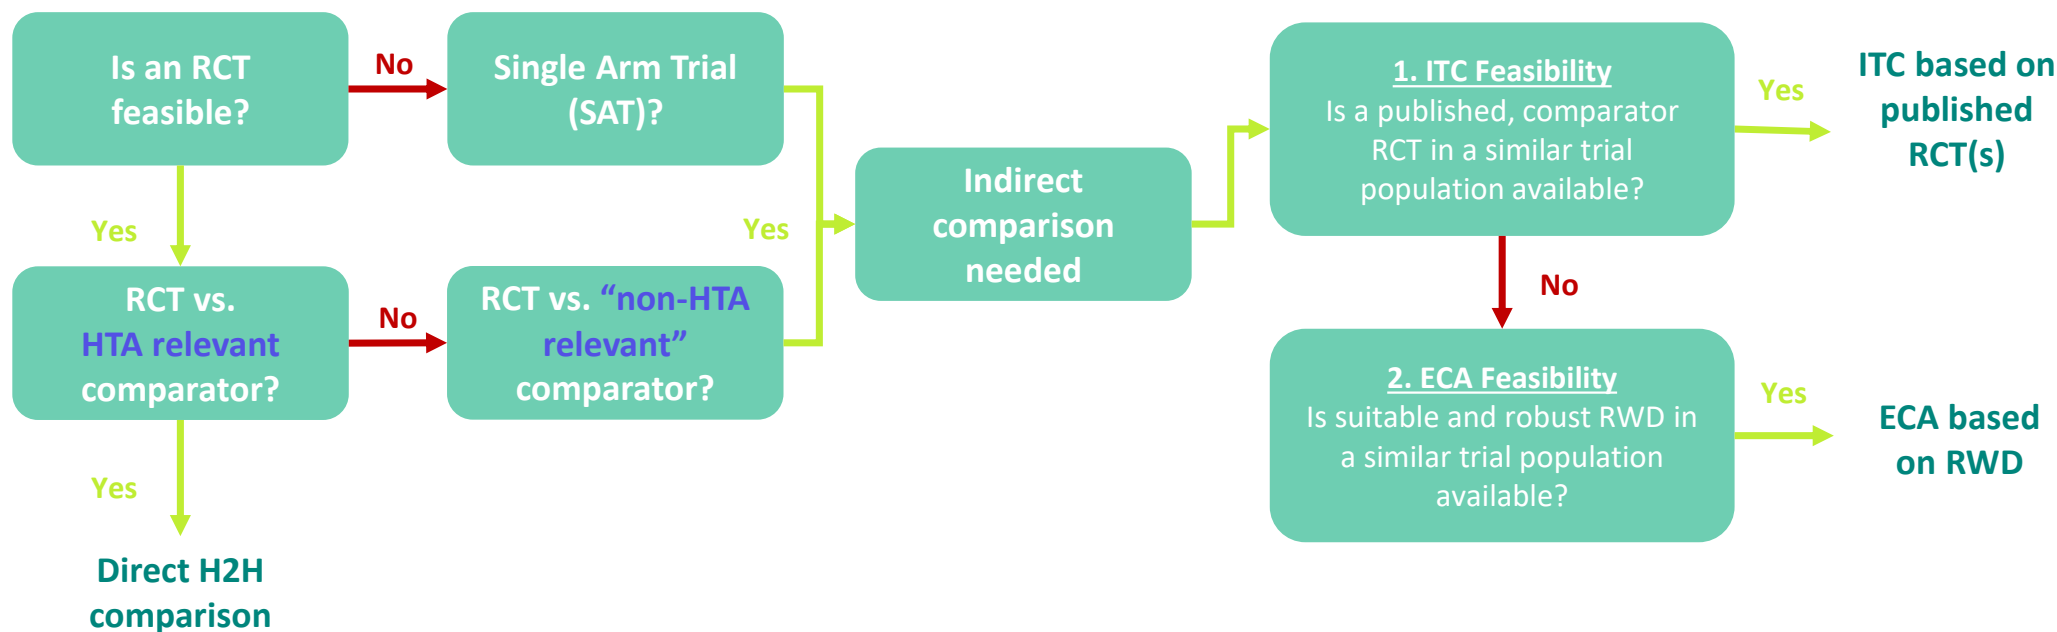 Is an RCT
feasible?
No
Single Arm Trial
(SAT)?
Yes
RCT vs.
HTA relevant
comparator?
No
RCT vs. “non-HTA
relevant”
comparator?
Yes
Direct H2H
comparison
Yes
Indirect
comparison
needed
1. ITC Feasibility
Is a published, comparator
RCT in a similar trial
population available?
Yes
ITC based on
published
RCT(s)
No
2. ECA Feasibility
Is suitable and robust RWD in
a similar trial population
available?
Yes
ECA based
on RWD